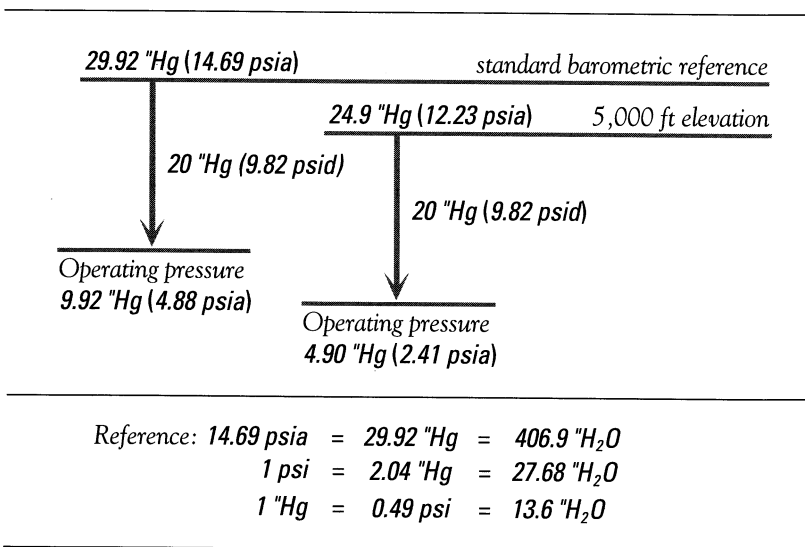 29.92 "Hg (14.69 psia) standard barometric reference
24.9 "Hg (12.23 psia) 5,000 ft elevation
20 "Hg (9.82 psid)
20 "Hg (9.82 psid)
Operating pressure
9.92 "Hg (4.88 psia)
Operating pressure
4.90 "Hg (2.41 psia)
Reference: 14.69 psia = 29.92 "Hg = 406.9 "H₂O
1 psi = 2.04 "Hg = 27.68 "H₂O
1 "Hg = 0.49 psi = 13.6 "H₂O